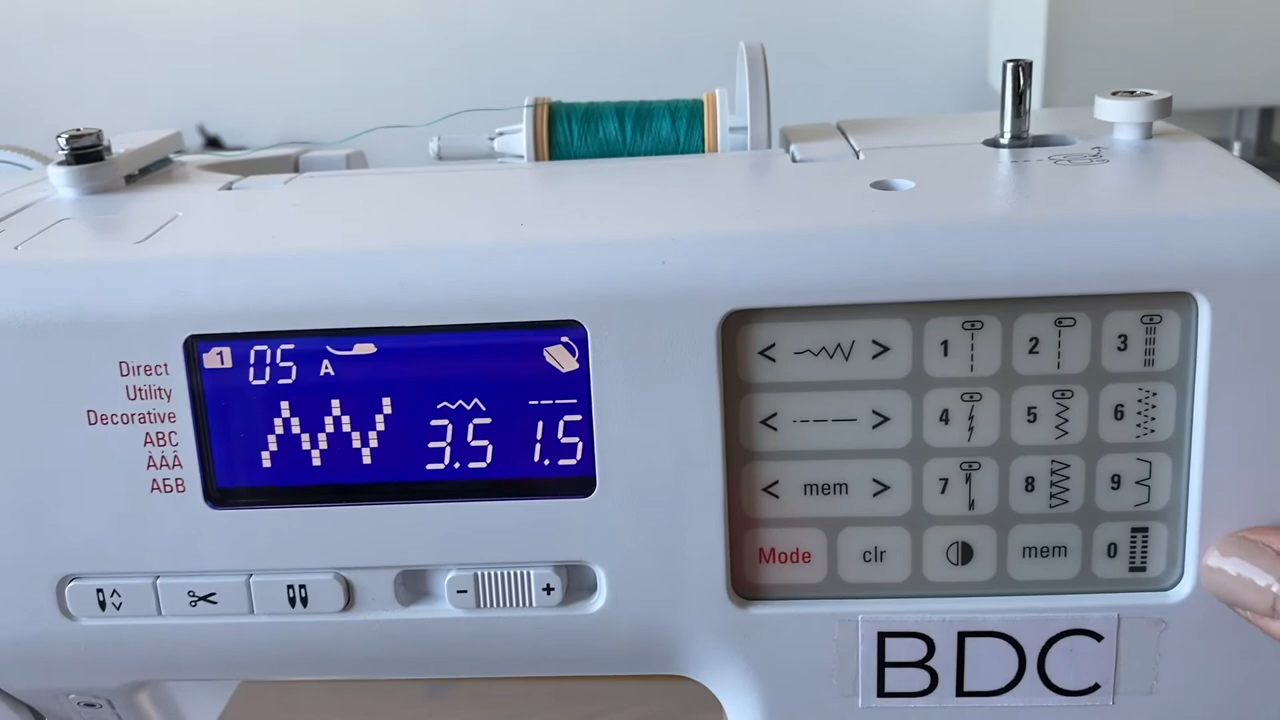 1 05 A
3.5 1.5
Direct
Utility
Decorative
ABC
ÀÁÂ
АБВ
- +
< > 1 2 3
< > 4 5 6
< mem > 7 8 9
Mode clr mem 0
BDC